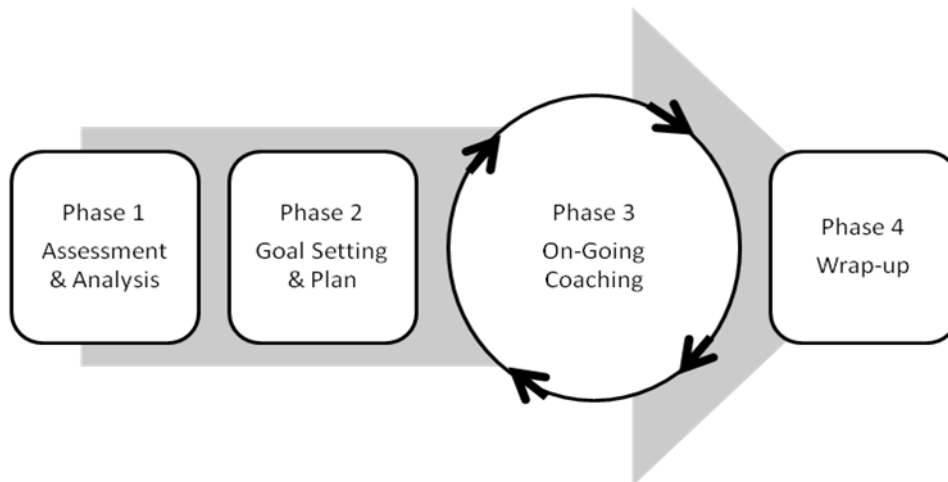 Phase 1
Assessment
& Analysis
Phase 2
Goal Setting
& Plan
Phase 3
On-Going
Coaching
Phase 4
Wrap-up